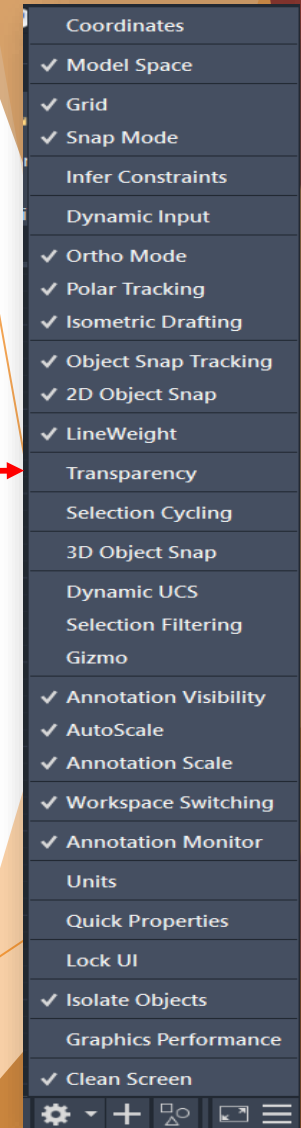 Coordinates
Model Space
Grid
Snap Mode
Infer Constraints
Dynamic Input
Ortho Mode
Polar Tracking
Isometric Drafting
Object Snap Tracking
2D Object Snap
LineWeight
Transparency
Selection Cycling
3D Object Snap
Dynamic UCS
Selection Filtering
Gizmo
Annotation Visibility
AutoScale
Annotation Scale
Workspace Switching
Annotation Monitor
Units
Quick Properties
Lock UI
Isolate Objects
Graphics Performance
Clean Screen